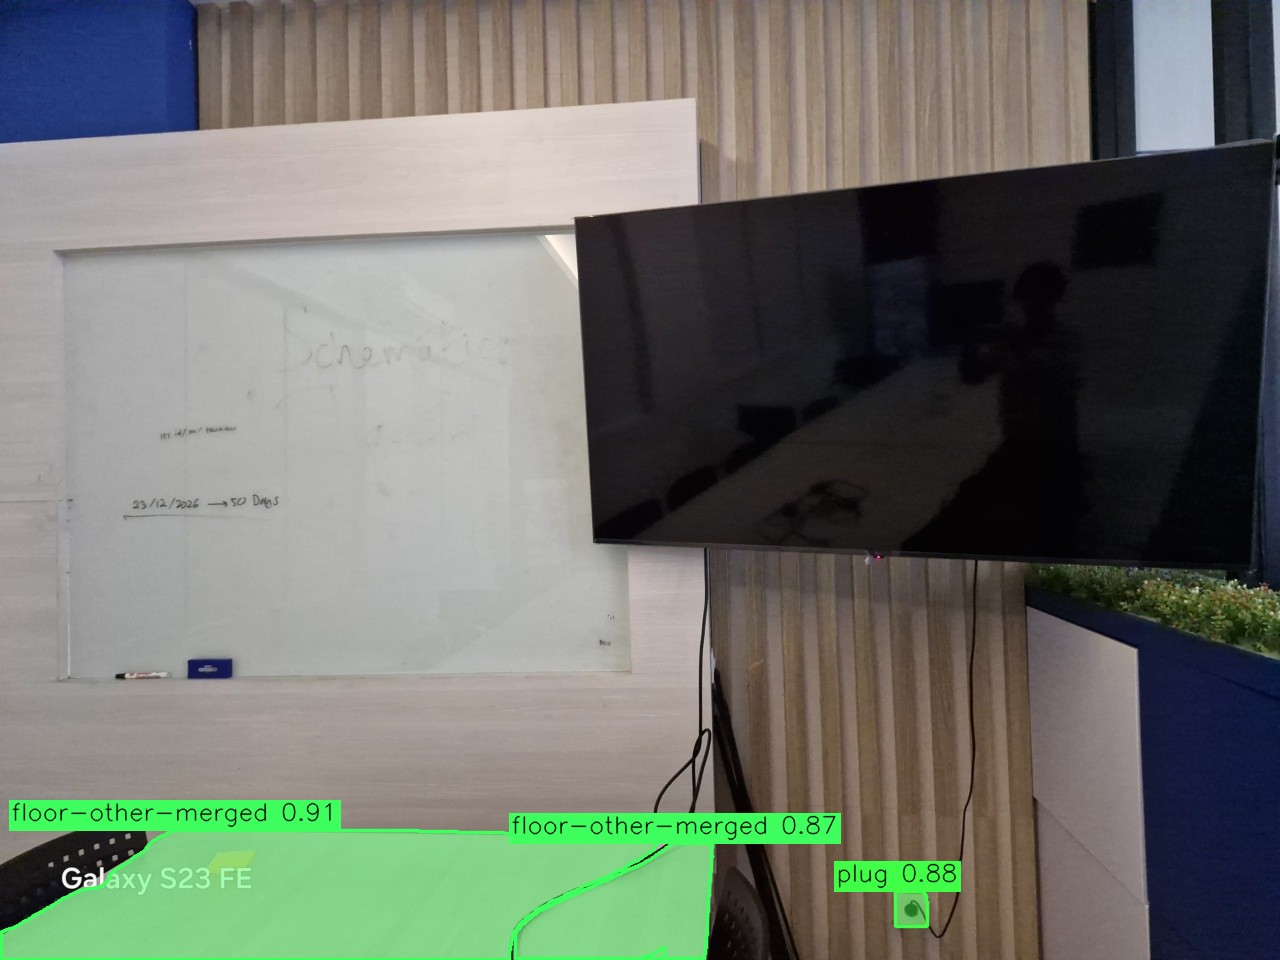 Schematic
23/12/2026 → 50 Days
floor-other-merged 0.91
floor-other-merged 0.87
plug 0.88
Galaxy S23 FE